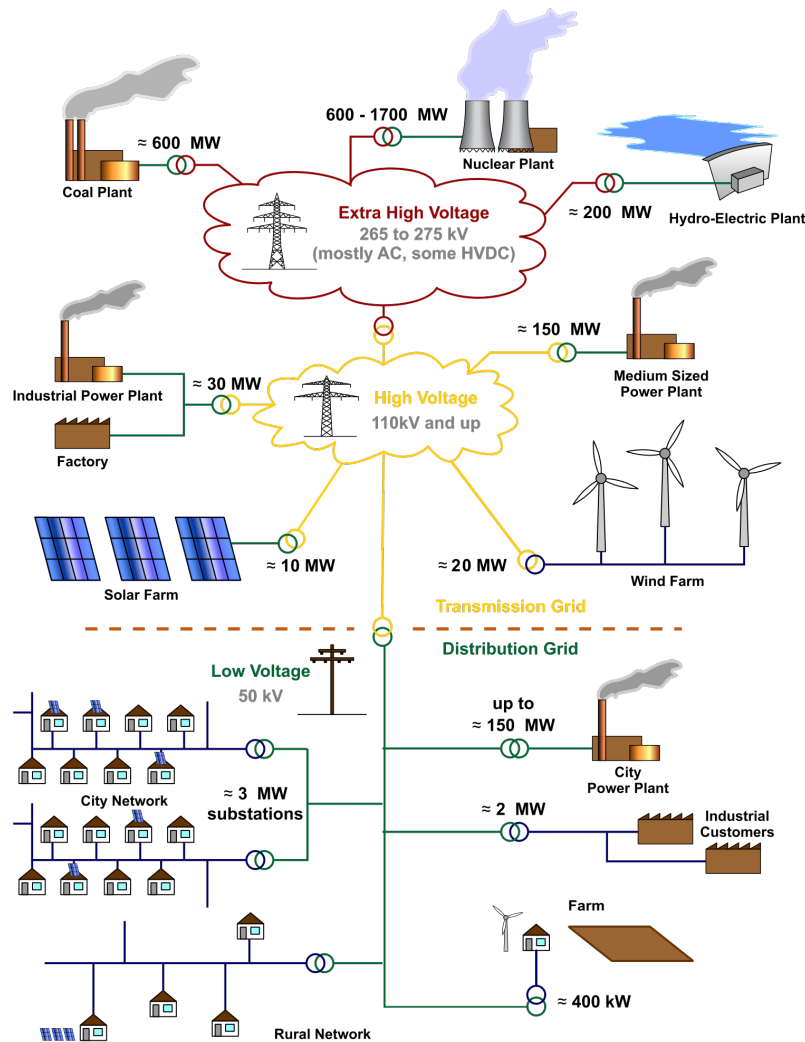 600 - 1700 MW
Nuclear Plant
≈ 600 MW
Coal Plant
≈ 200 MW
Hydro-Electric Plant
Extra High Voltage
265 to 275 kV
(mostly AC, some HVDC)
≈ 150 MW
Medium Sized
Power Plant
≈ 30 MW
Industrial Power Plant
Factory
High Voltage
110kV and up
≈ 10 MW
Solar Farm
≈ 20 MW
Wind Farm
Transmission Grid
Distribution Grid
Low Voltage
50 kV
up to
≈ 150 MW
City
Power Plant
City Network
≈ 3 MW
substations
≈ 2 MW
Industrial
Customers
Farm
≈ 400 kW
Rural Network